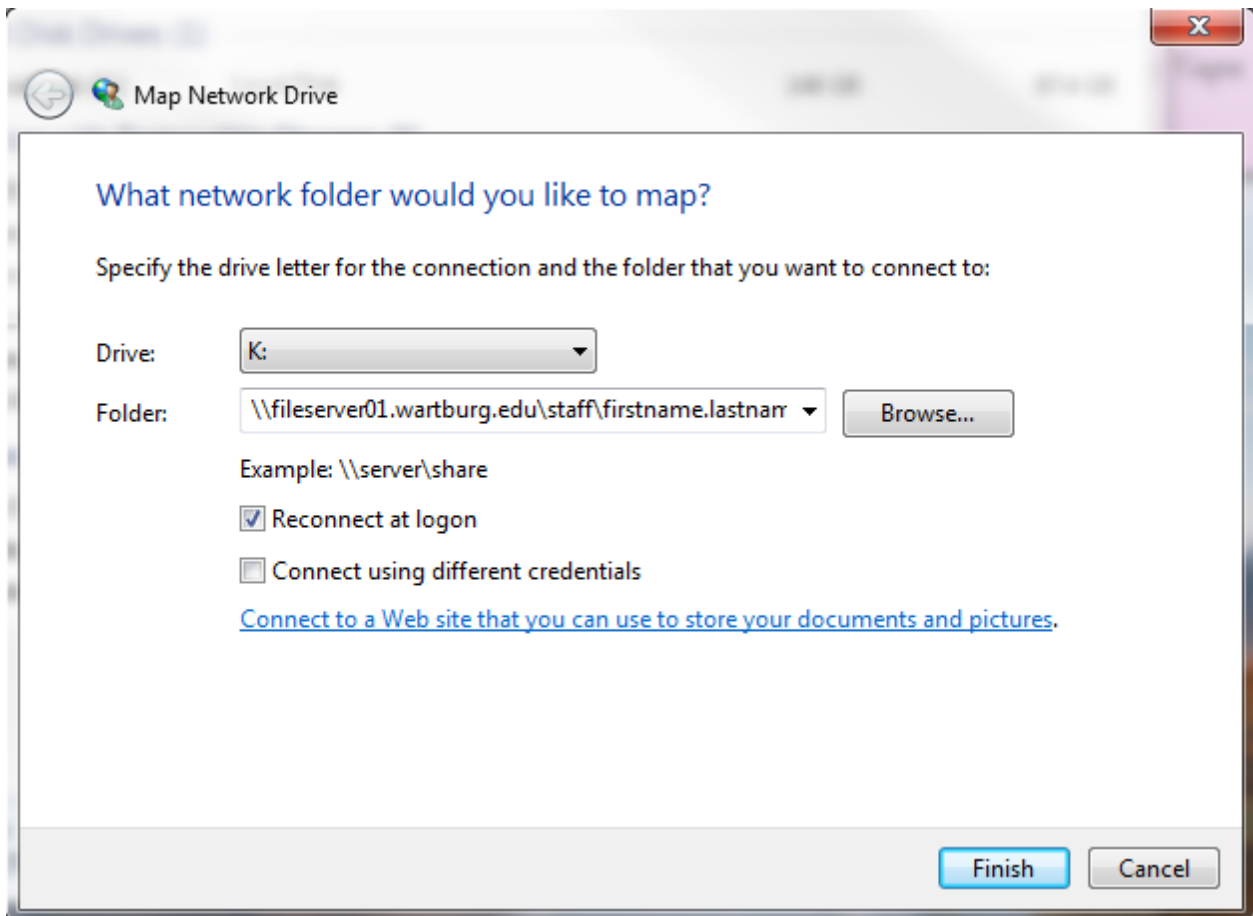 Map Network Drive
What network folder would you like to map?
Specify the drive letter for the connection and the folder that you want to connect to:
Drive: K:
Folder: \\fileserver01.wartburg.edu\staff\firstname.lastnam Browse...
Example: \\server\share
Reconnect at logon
Connect using different credentials
Connect to a Web site that you can use to store your documents and pictures.
Finish Cancel